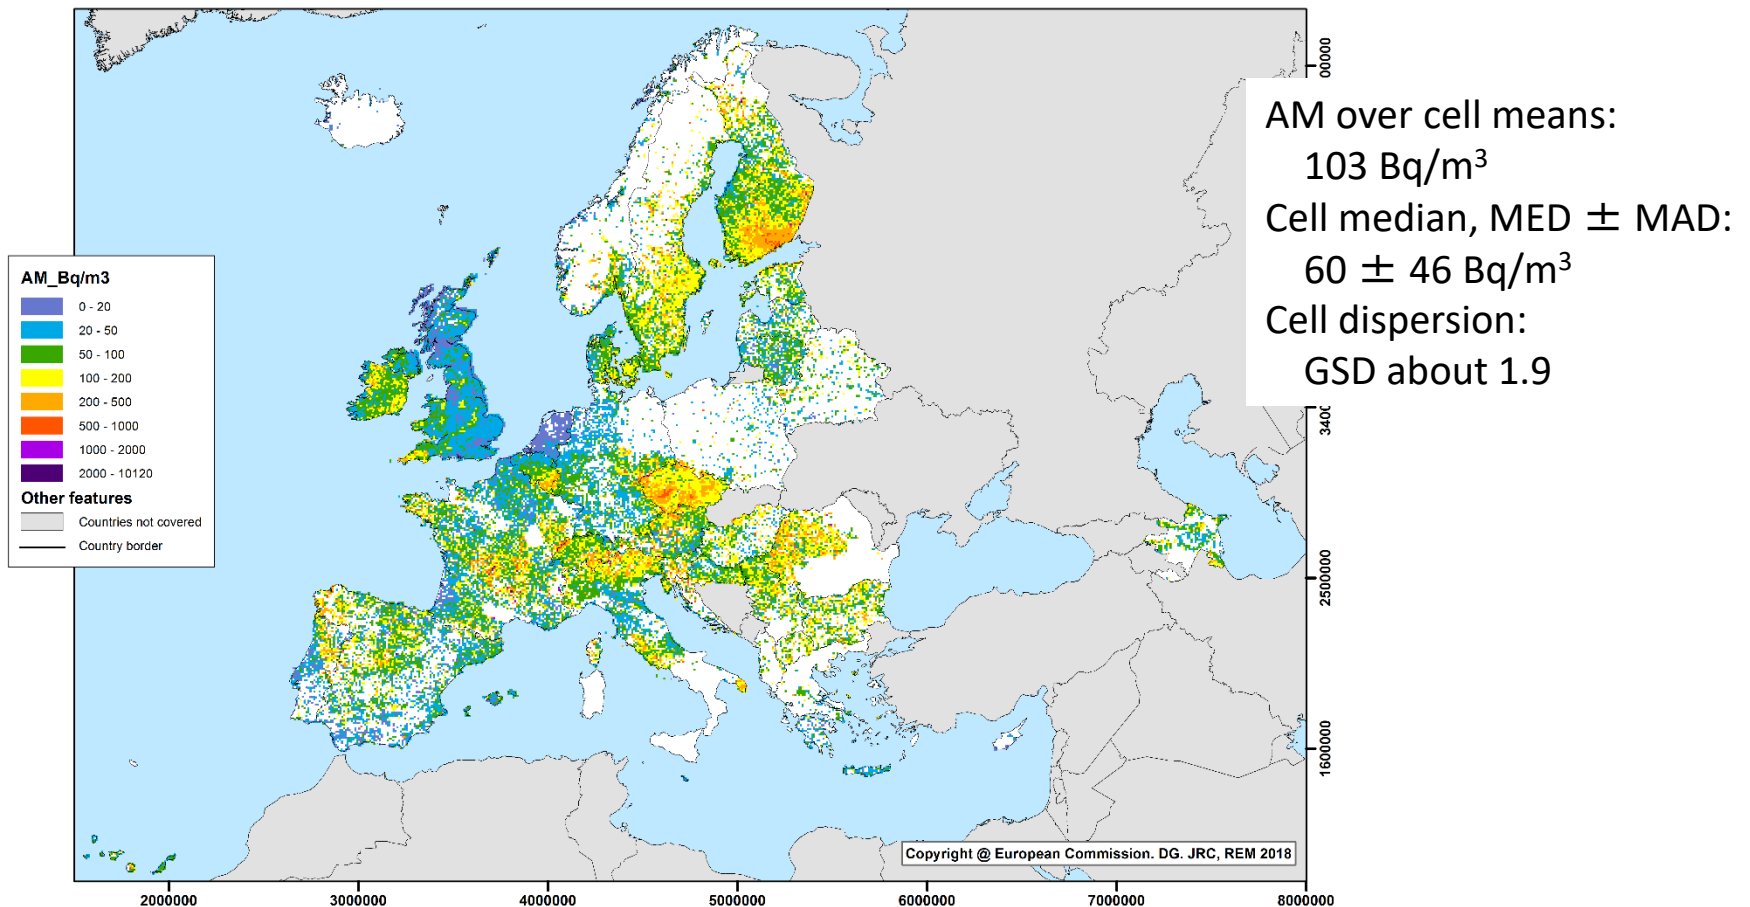 AM_Bq/m3
0 - 20
20 - 50
50 - 100
100 - 200
200 - 500
500 - 1000
1000 - 2000
2000 - 10120
Other features
Countries not covered
Country border
AM over cell means:
103 Bq/m³
Cell median, MED ± MAD:
60 ± 46 Bq/m³
Cell dispersion:
GSD about 1.9
00000
3400
2500000
1600000
Copyright @ European Commission. DG. JRC, REM 2018
2000000
3000000
4000000
5000000
6000000
7000000
8000000